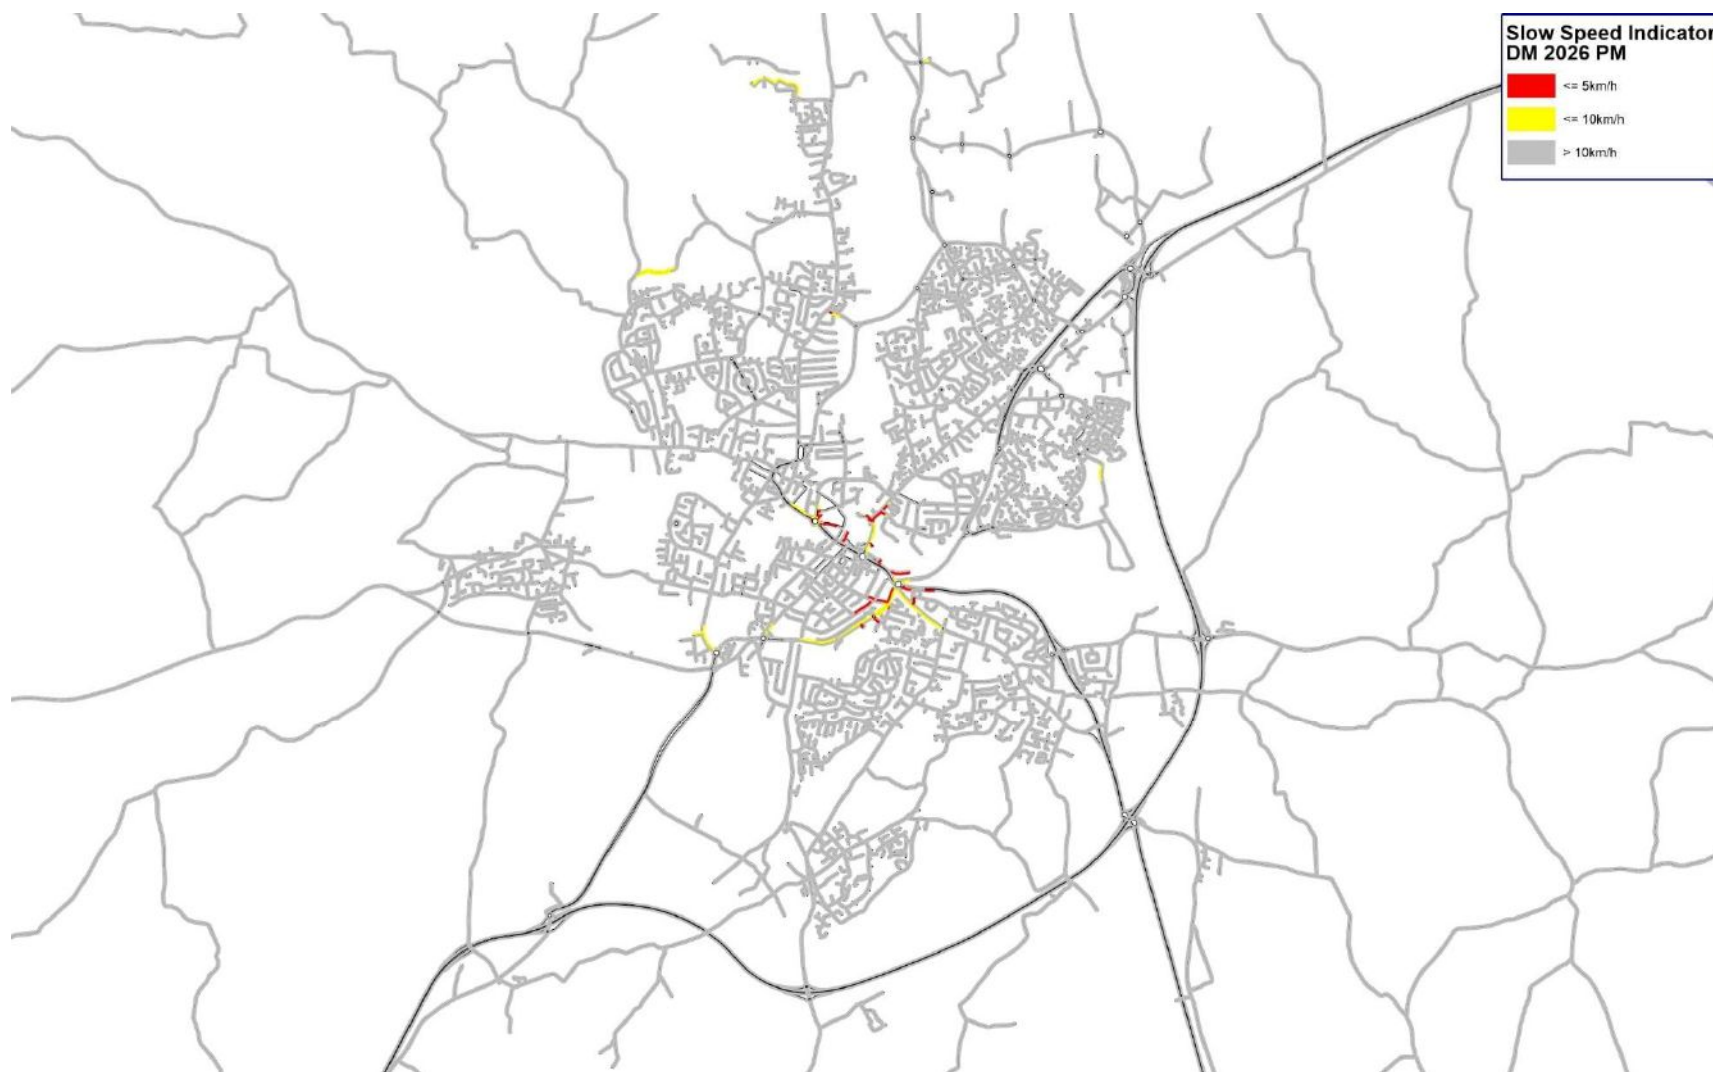 Slow Speed Indicator
DM 2026 PM
<= 5km/h
<= 10km/h
> 10km/h